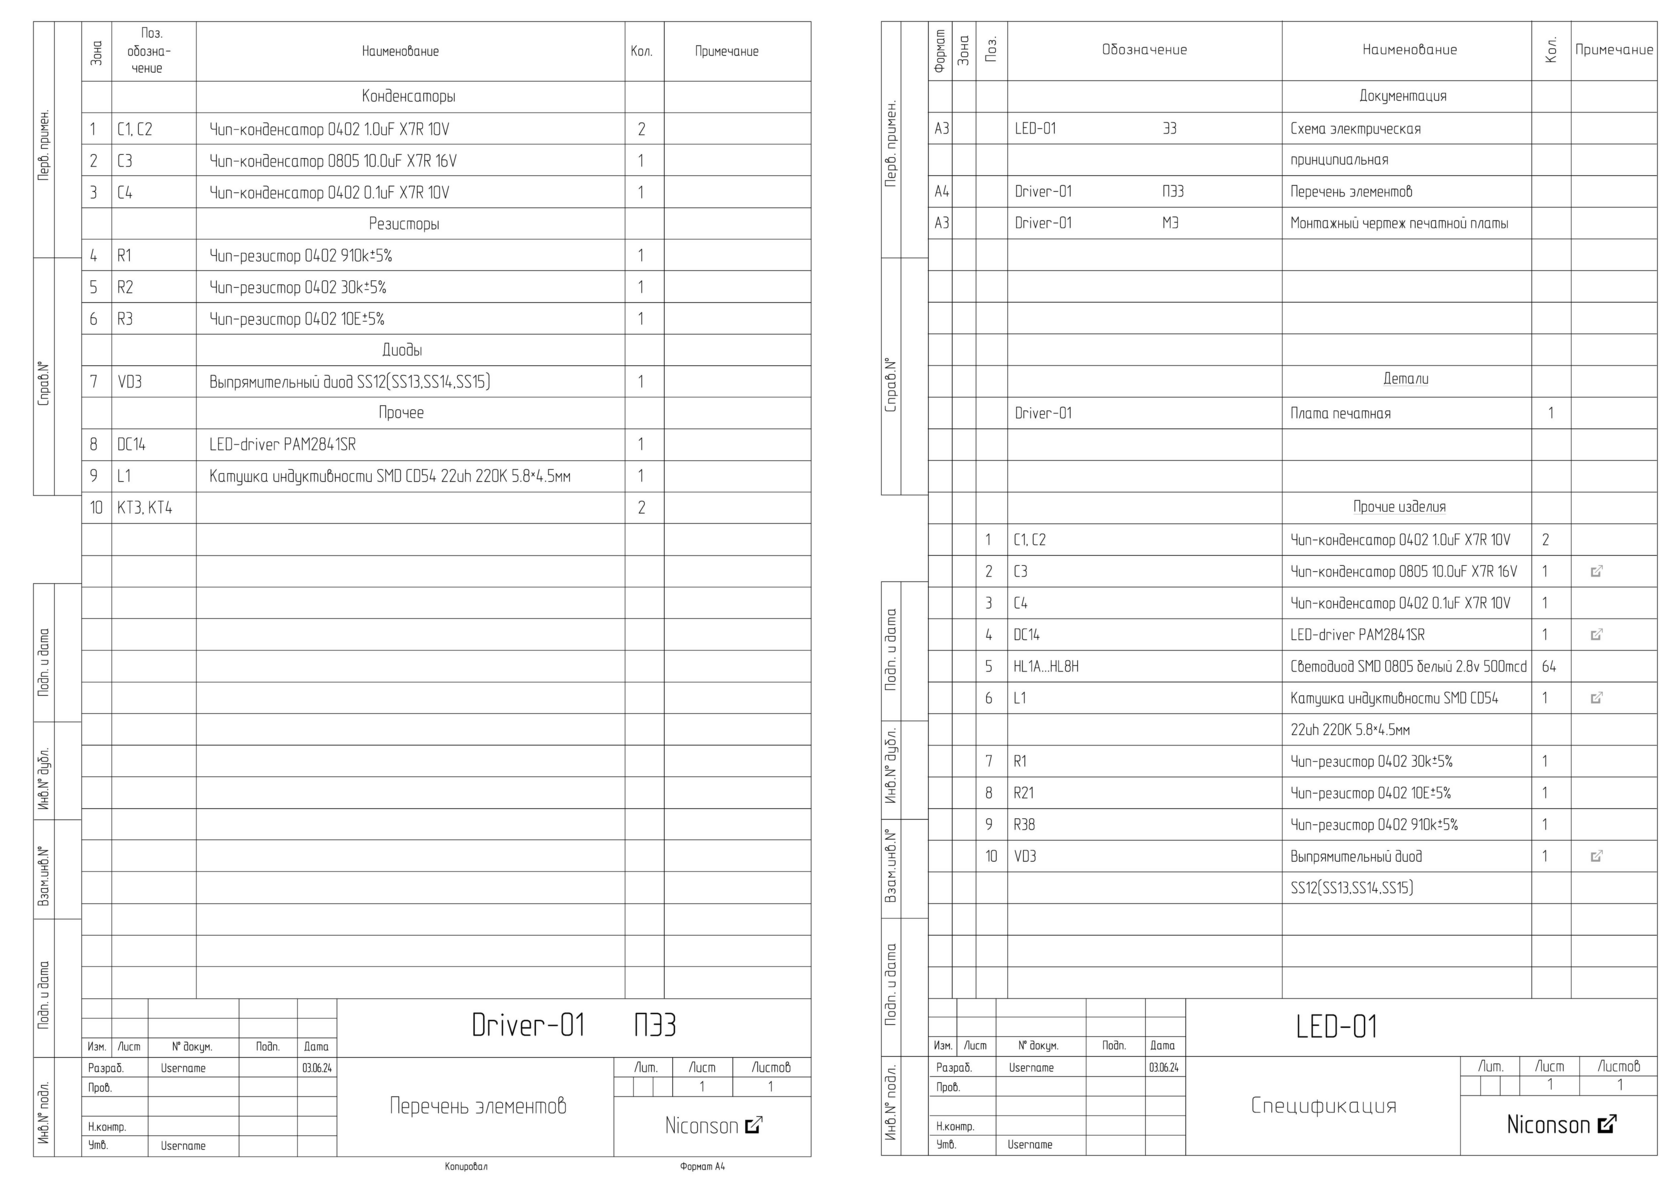 Зона
Поз.
обозна-
чение
Наименование
Кол.
Примечание
Перв. примен.
Справ.N°
Подп. и дата
Инв.N° дубл.
Взам.инв.N°
Подп. и дата
Инв.N° подл.
Конденсаторы
1 C1, C2 Чип-конденсатор 0402 1.0uF X7R 10V 2
2 C3 Чип-конденсатор 0805 10.0uF X7R 16V 1
3 C4 Чип-конденсатор 0402 0.1uF X7R 10V 1
Резисторы
4 R1 Чип-резистор 0402 910k±5% 1
5 R2 Чип-резистор 0402 30k±5% 1
6 R3 Чип-резистор 0402 10E±5% 1
Диоды
7 VD3 Выпрямительный диод SS12(SS13,SS14,SS15) 1
Прочее
8 DC14 LED-driver PAM2841SR 1
9 L1 Катушка индуктивности SMD CD54 22uh 220K 5.8*4.5мм 1
10 KT3, KT4 2
Driver-01 ПЭ3
Изм. Лист N° докум. Подп. Дата
Разраб. Username 03.06.24
Пров.
Н.контр.
Утв. Username
Перечень элементов
Лит. Лист Листов
1 1
Niconson
Копировал Формат А4
Формат
Зона
Поз.
Обозначение
Наименование
Кол.
Примечание
Перв. примен.
Справ.N°
Подп. и дата
Инв.N° дубл.
Взам.инв.N°
Подп. и дата
Инв.N° подл.
Документация
А3 LED-01 Э3 Схема электрическая
принципиальная
А4 Driver-01 ПЭ3 Перечень элементов
А3 Driver-01 МЭ Монтажный чертеж печатной платы
Детали
Driver-01 Плата печатная 1
Прочие изделия
1 C1, C2 Чип-конденсатор 0402 1.0uF X7R 10V 2
2 C3 Чип-конденсатор 0805 10.0uF X7R 16V 1
3 C4 Чип-конденсатор 0402 0.1uF X7R 10V 1
4 DC14 LED-driver PAM2841SR 1
5 HL1A...HL8H Светодиод SMD 0805 белый 2.8v 500mcd 64
6 L1 Катушка индуктивности SMD CD54 1
22uh 220K 5.8*4.5мм
7 R1 Чип-резистор 0402 30k±5% 1
8 R21 Чип-резистор 0402 10E±5% 1
9 R38 Чип-резистор 0402 910k±5% 1
10 VD3 Выпрямительный диод 1
SS12(SS13,SS14,SS15)
LED-01
Изм. Лист N° докум. Подп. Дата
Разраб. Username 03.06.24
Пров.
Н.контр.
Утв. Username
Спецификация
Лит. Лист Листов
1 1
Niconson